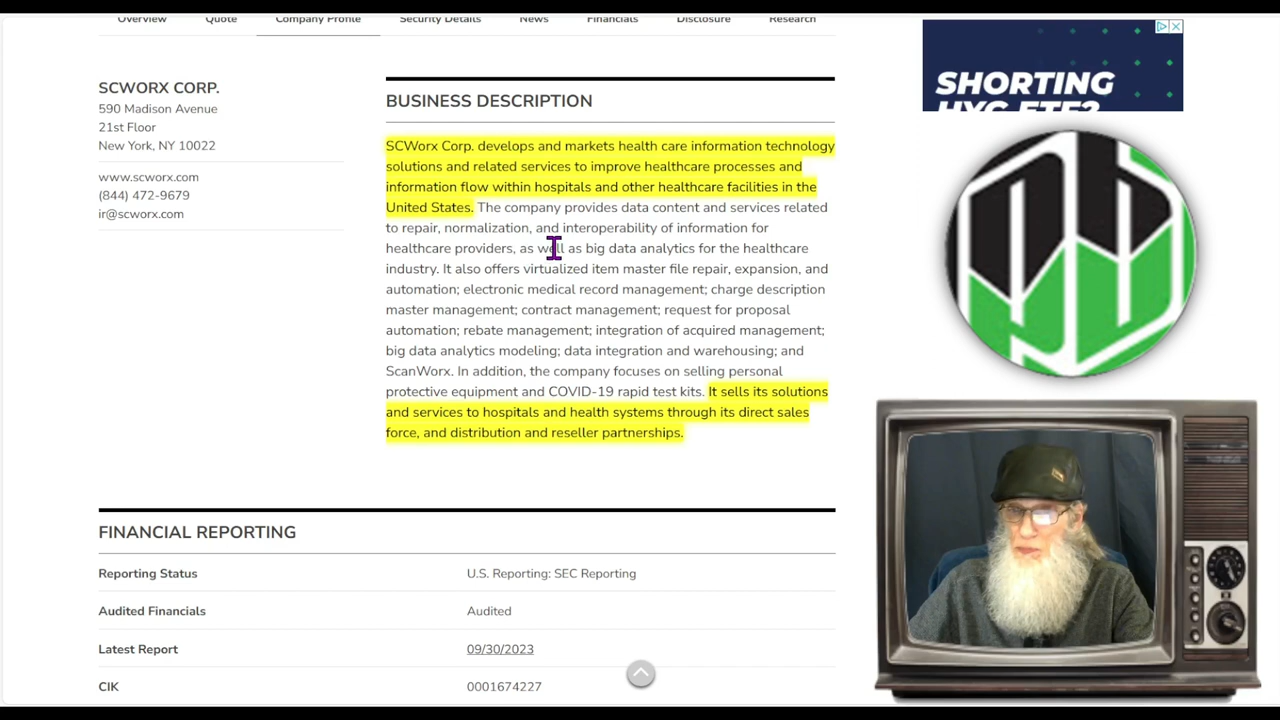 Overview Quote Company Profile Security Details News Financials Disclosure Research
SCWORX CORP.
590 Madison Avenue
21st Floor
New York, NY 10022
www.scworx.com
(844) 472-9679
ir@scworx.com
BUSINESS DESCRIPTION
SCWorx Corp. develops and markets health care information technology
solutions and related services to improve healthcare processes and
information flow within hospitals and other healthcare facilities in the
United States. The company provides data content and services related
to repair, normalization, and interoperability of information for
healthcare providers, as well as big data analytics for the healthcare
industry. It also offers virtualized item master file repair, expansion, and
automation; electronic medical record management; charge description
master management; contract management; request for proposal
automation; rebate management; integration of acquired management;
big data analytics modeling; data integration and warehousing; and
ScanWorx. In addition, the company focuses on selling personal
protective equipment and COVID-19 rapid test kits. It sells its solutions
and services to hospitals and health systems through its direct sales
force, and distribution and reseller partnerships.
FINANCIAL REPORTING
Reporting Status U.S. Reporting: SEC Reporting
Audited Financials Audited
Latest Report 09/30/2023
CIK 0001674227
SHORTING
HYG ETF?